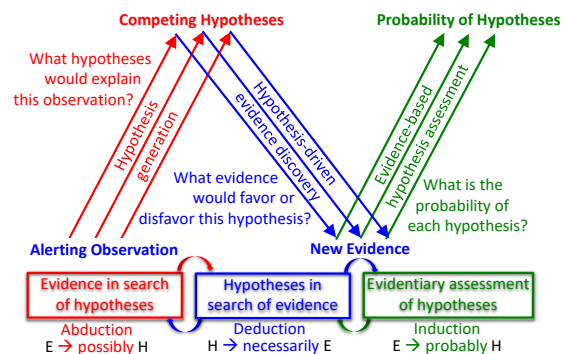 Competing Hypotheses
Probability of Hypotheses
What hypotheses
would explain
this observation?
Hypothesis
generation
Hypothesis-driven
evidence discovery
Evidence-based
hypothesis assessment
What evidence
would favor or
disfavor this hypothesis?
What is the
probability of
each hypothesis?
Alerting Observation
New Evidence
Evidence in search
of hypotheses
Hypotheses in
search of evidence
Evidentiary assessment
of hypotheses
Abduction
E → possibly H
Deduction
H → necessarily E
Induction
E → probably H